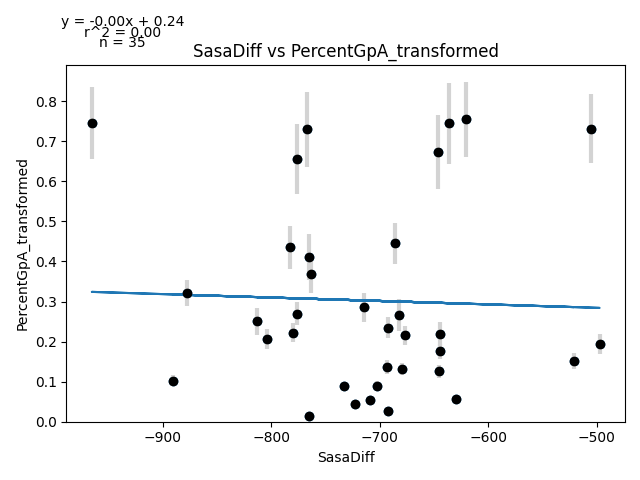 y = -0.00x + 0.24
r^2 = 0.00
n = 35
SasaDiff vs PercentGpA_transformed
PercentGpA_transformed
0.8
0.7
0.6
0.5
0.4
0.3
0.2
0.1
0.0
−900
−800
−700
−600
−500
SasaDiff